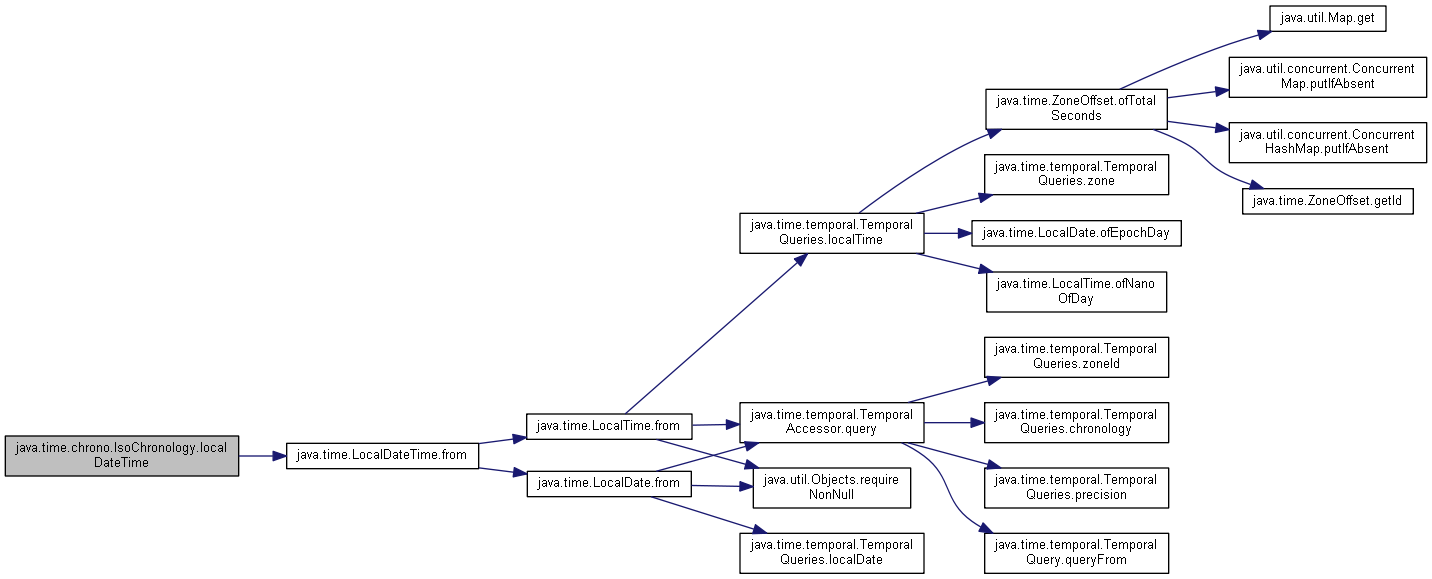 java.util.Map.get
java.util.concurrent.Concurrent
Map.putIfAbsent
java.time.ZoneOffset.ofTotal
Seconds
java.util.concurrent.Concurrent
HashMap.putIfAbsent
java.time.temporal.Temporal
Queries.zone
java.time.ZoneOffset.getId
java.time.temporal.Temporal
Queries.localTime
java.time.LocalDate.ofEpochDay
java.time.LocalTime.ofNano
OfDay
java.time.temporal.Temporal
Queries.zoneId
java.time.LocalTime.from
java.time.temporal.Temporal
Accessor.query
java.time.temporal.Temporal
Queries.chronology
java.time.chrono.IsoChronology.local
DateTime
java.time.LocalDateTime.from
java.time.LocalDate.from
java.util.Objects.require
NonNull
java.time.temporal.Temporal
Queries.precision
java.time.temporal.Temporal
Queries.localDate
java.time.temporal.Temporal
Query.queryFrom